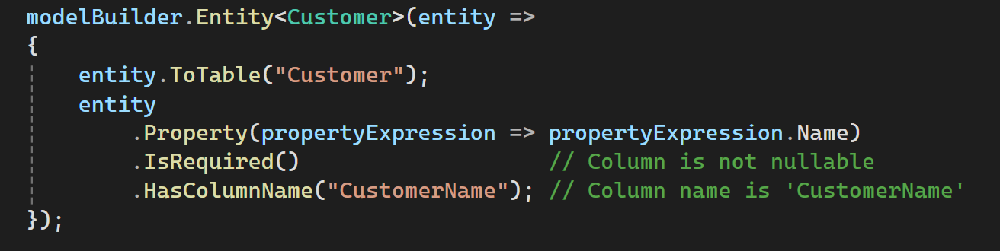 modelBuilder.Entity<Customer>(entity =>
{
    entity.ToTable("Customer");
    entity
        .Property(propertyExpression => propertyExpression.Name)
        .IsRequired()                   // Column is not nullable
        .HasColumnName("CustomerName"); // Column name is 'CustomerName'
});